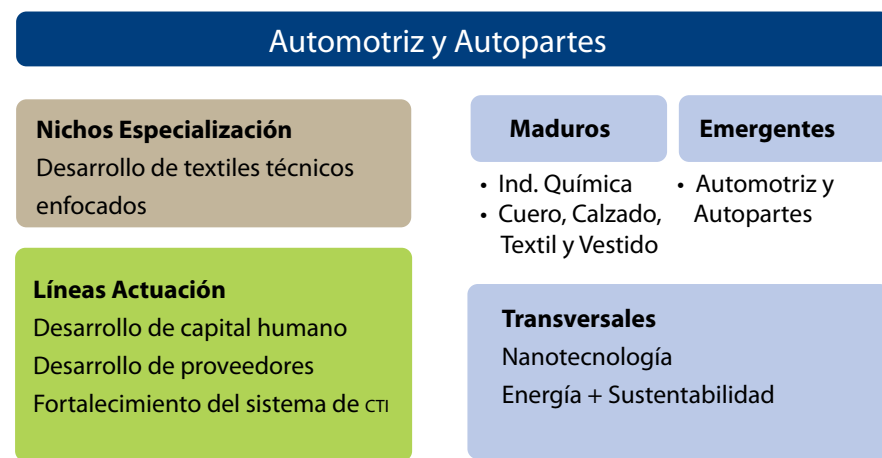 Automotriz y Autopartes
Nichos Especialización
Desarrollo de textiles técnicos
enfocados
Líneas Actuación
Desarrollo de capital humano
Desarrollo de proveedores
Fortalecimiento del sistema de CTI
Maduros
• Ind. Química
• Cuero, Calzado,
Textil y Vestido
Emergentes
• Automotriz y
Autopartes
Transversales
Nanotecnología
Energía + Sustentabilidad